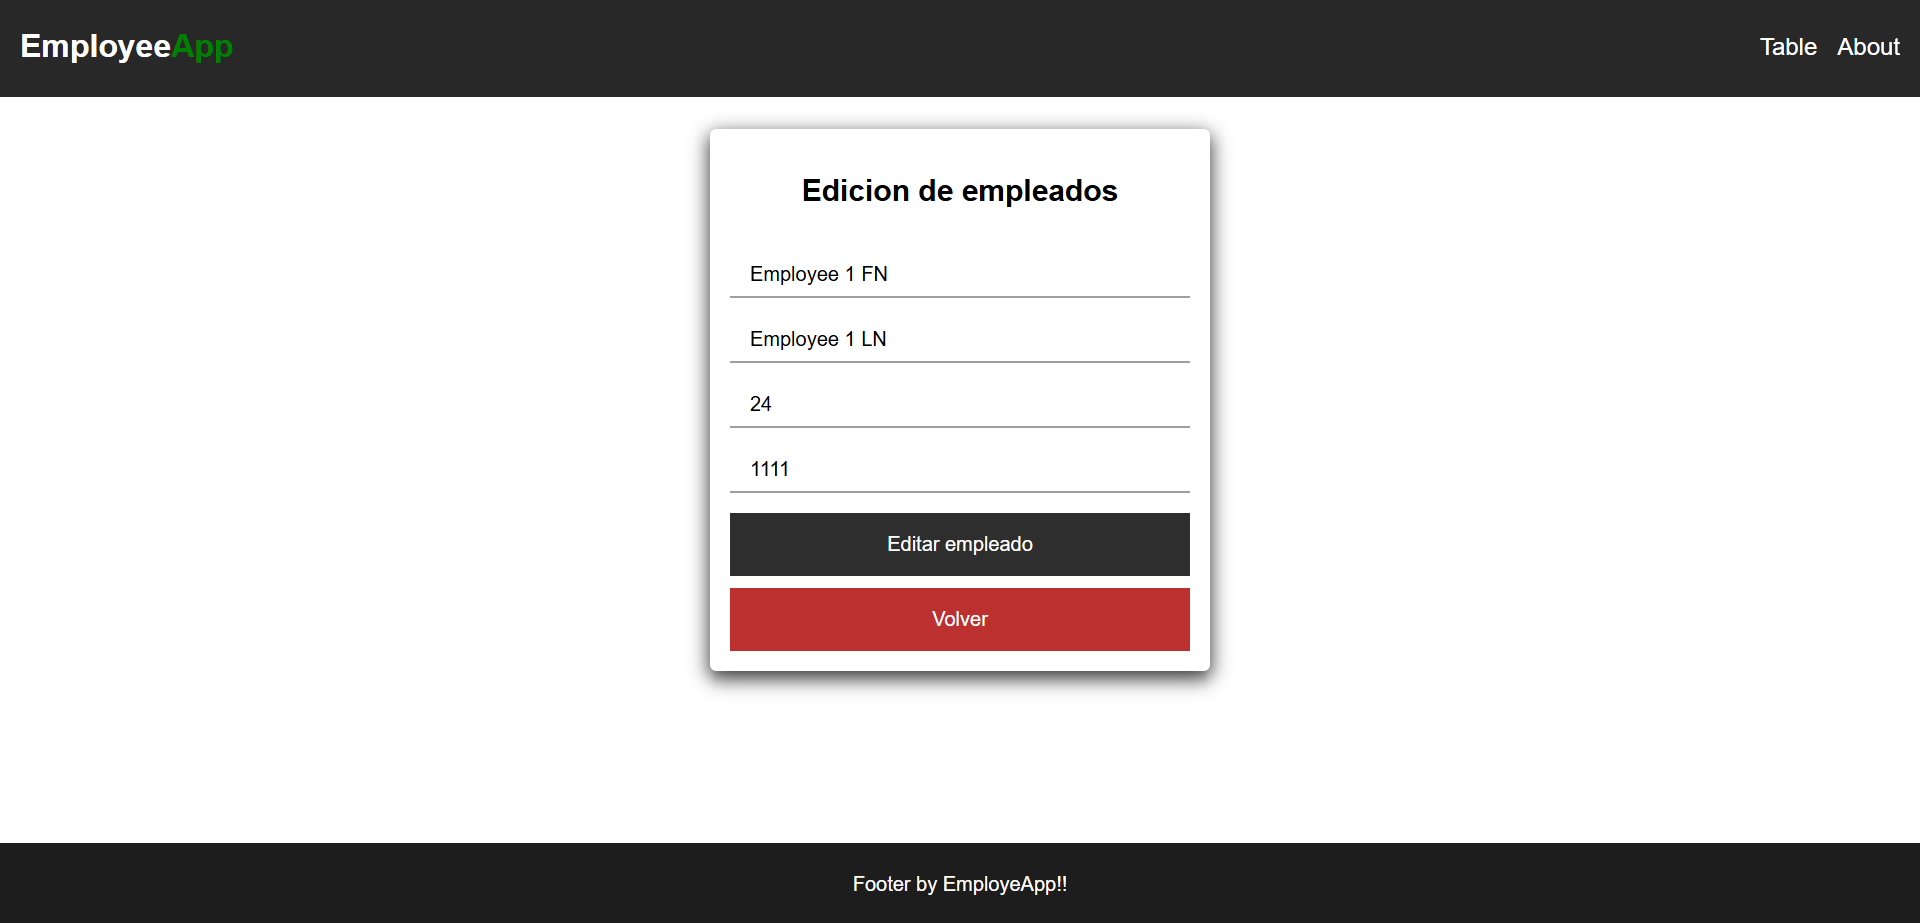 EmployeeApp
Table About
Edicion de empleados
Employee 1 FN
Employee 1 LN
24
1111
Editar empleado
Volver
Footer by EmployeApp!!